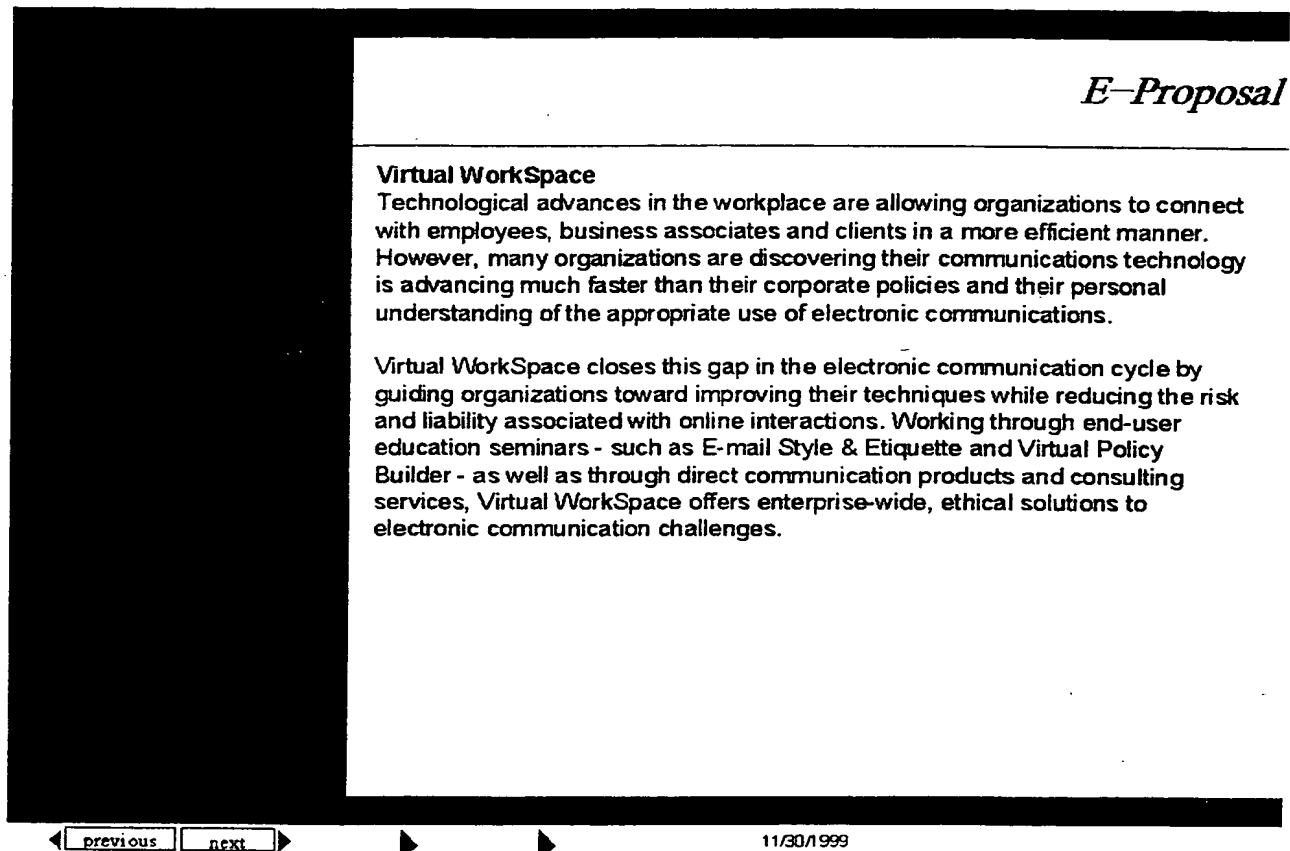 E-Proposal
Virtual WorkSpace
Technological advances in the workplace are allowing organizations to connect
with employees, business associates and clients in a more efficient manner.
However, many organizations are discovering their communications technology
is advancing much faster than their corporate policies and their personal
understanding of the appropriate use of electronic communications.
Virtual WorkSpace closes this gap in the electronic communication cycle by
guiding organizations toward improving their techniques while reducing the risk
and liability associated with online interactions. Working through end-user
education seminars - such as E-mail Style & Etiquette and Virtual Policy
Builder - as well as through direct communication products and consulting
services, Virtual WorkSpace offers enterprise-wide, ethical solutions to
electronic communication challenges.
previous next 11/30/1999